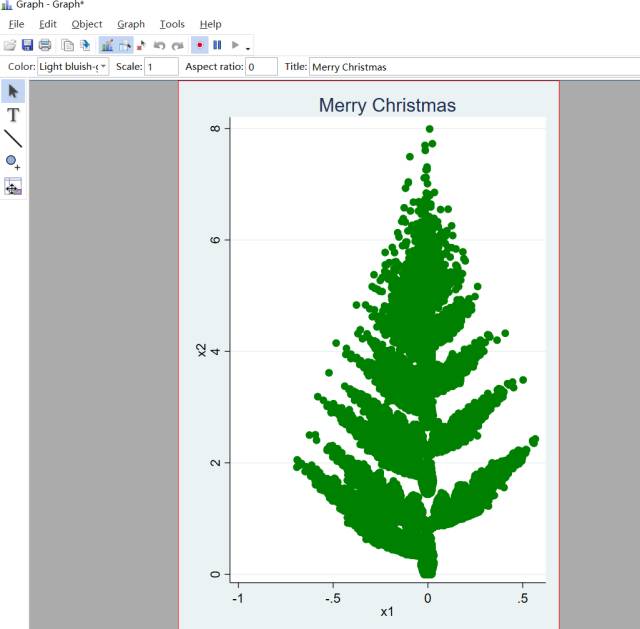 Graph - Graph*
File Edit Object Graph Tools Help
Color: Light bluish-g Scale: 1 Aspect ratio: 0 Title: Merry Christmas
T
Merry Christmas
8
6
4
2
0
x2
-1 -.5 0 .5
x1